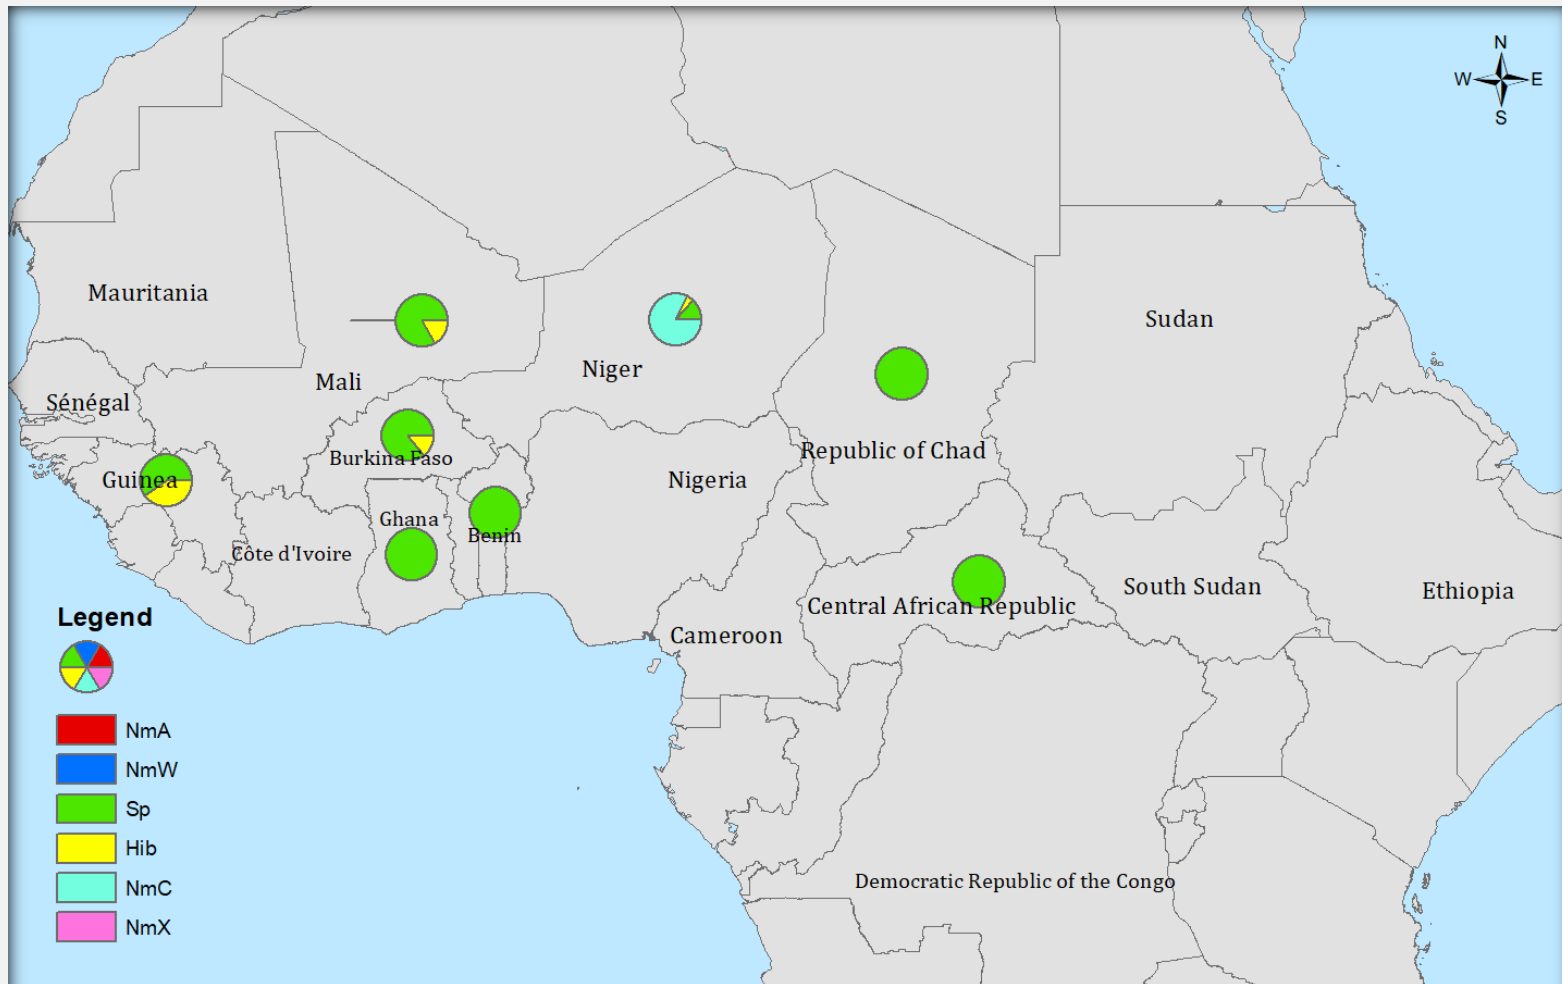 N
W E
S
Mauritania
Mali
Niger
Sudan
Sénégal
Burkina Faso
Republic of Chad
Guinea
Nigeria
Ghana
Benin
Côte d'Ivoire
South Sudan
Ethiopia
Central African Republic
Cameroon
Democratic Republic of the Congo
Legend
NmA
NmW
Sp
Hib
NmC
NmX